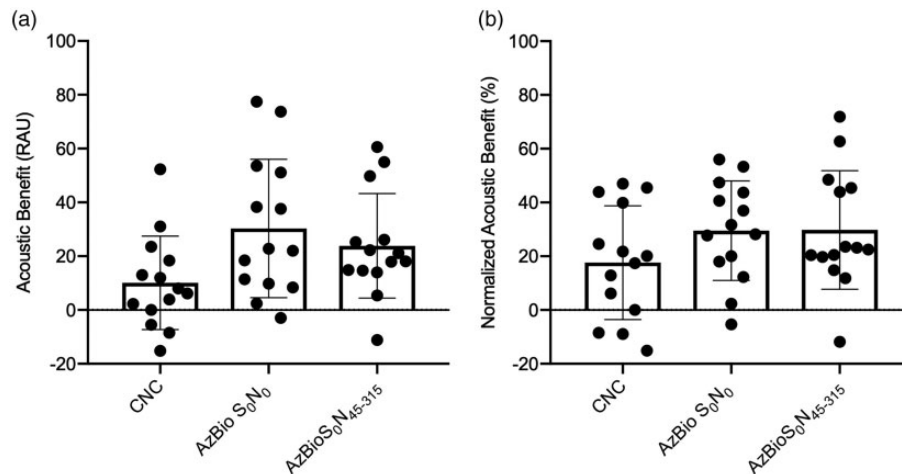 (a)
Acoustic Benefit (RAU)
100
80
60
40
20
0
-20
CNC
AzBio S₀N₀
AzBioS₀N₄₅₋₃₁₅
(b)
Normalized Acoustic Benefit (%)
100
80
60
40
20
0
-20
CNC
AzBio S₀N₀
AzBioS₀N₄₅₋₃₁₅